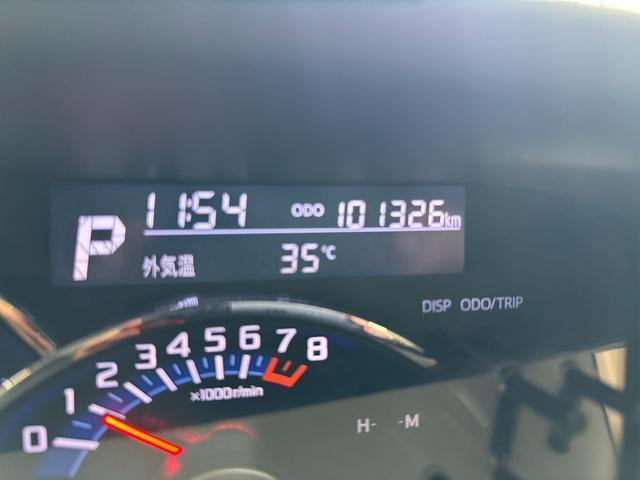 P 11:54 ODO 101326km
外気温 35℃
DISP ODO/TRIP
0 1 2 3 4 5 6 7 8
×1000r/min
H- -M